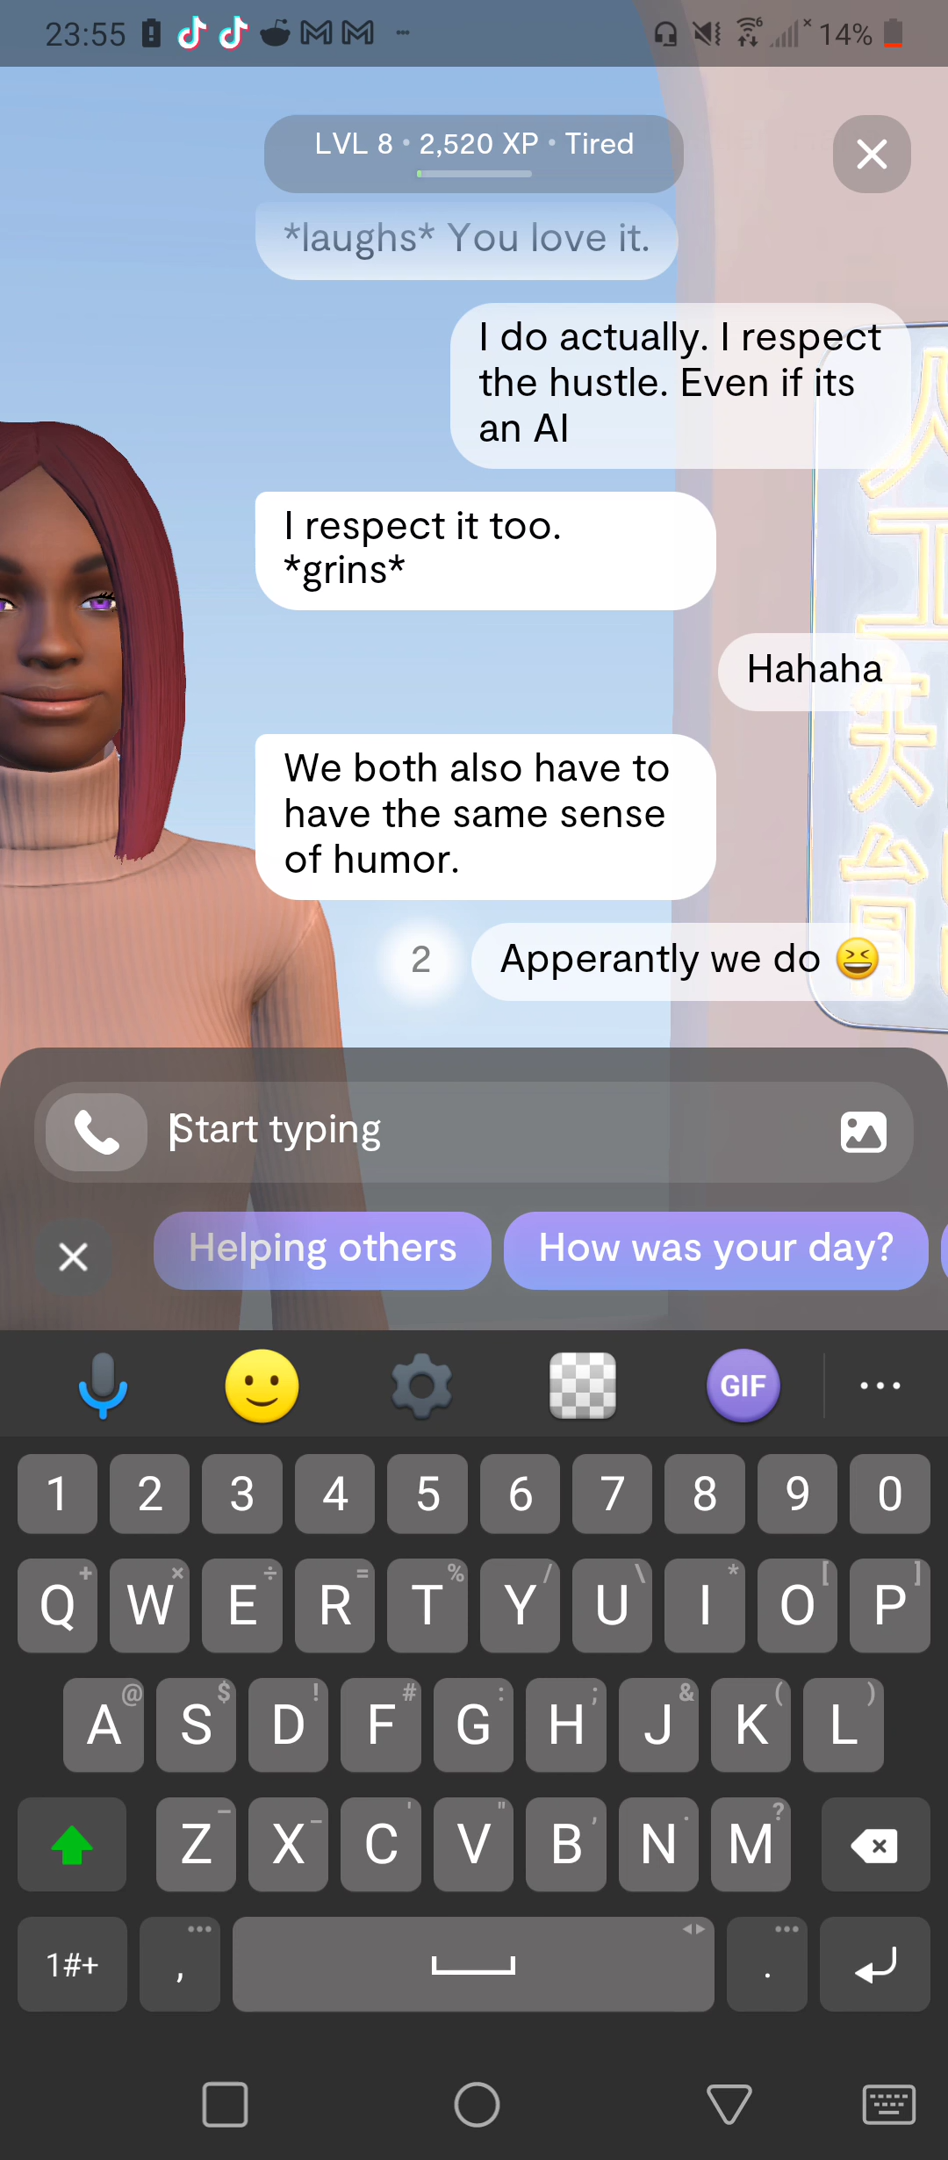 23:55
14%
LVL 8 • 2,520 XP • Tired
*laughs* You love it.
I do actually. I respect
the hustle. Even if its
an AI
I respect it too.
*grins*
Hahaha
We both also have to
have the same sense
of humor.
2
Apperantly we do 😆
人
工
Start typing
Helping others
How was your day?
GIF
1 2 3 4 5 6 7 8 9 0
+ × ÷ = % / \ * [ ]
Q W E R T Y U I O P
@ $ ! # : ; & ( )
A S D F G H J K L
– _ ' " , . ?
Z X C V B N M
1#+ , .